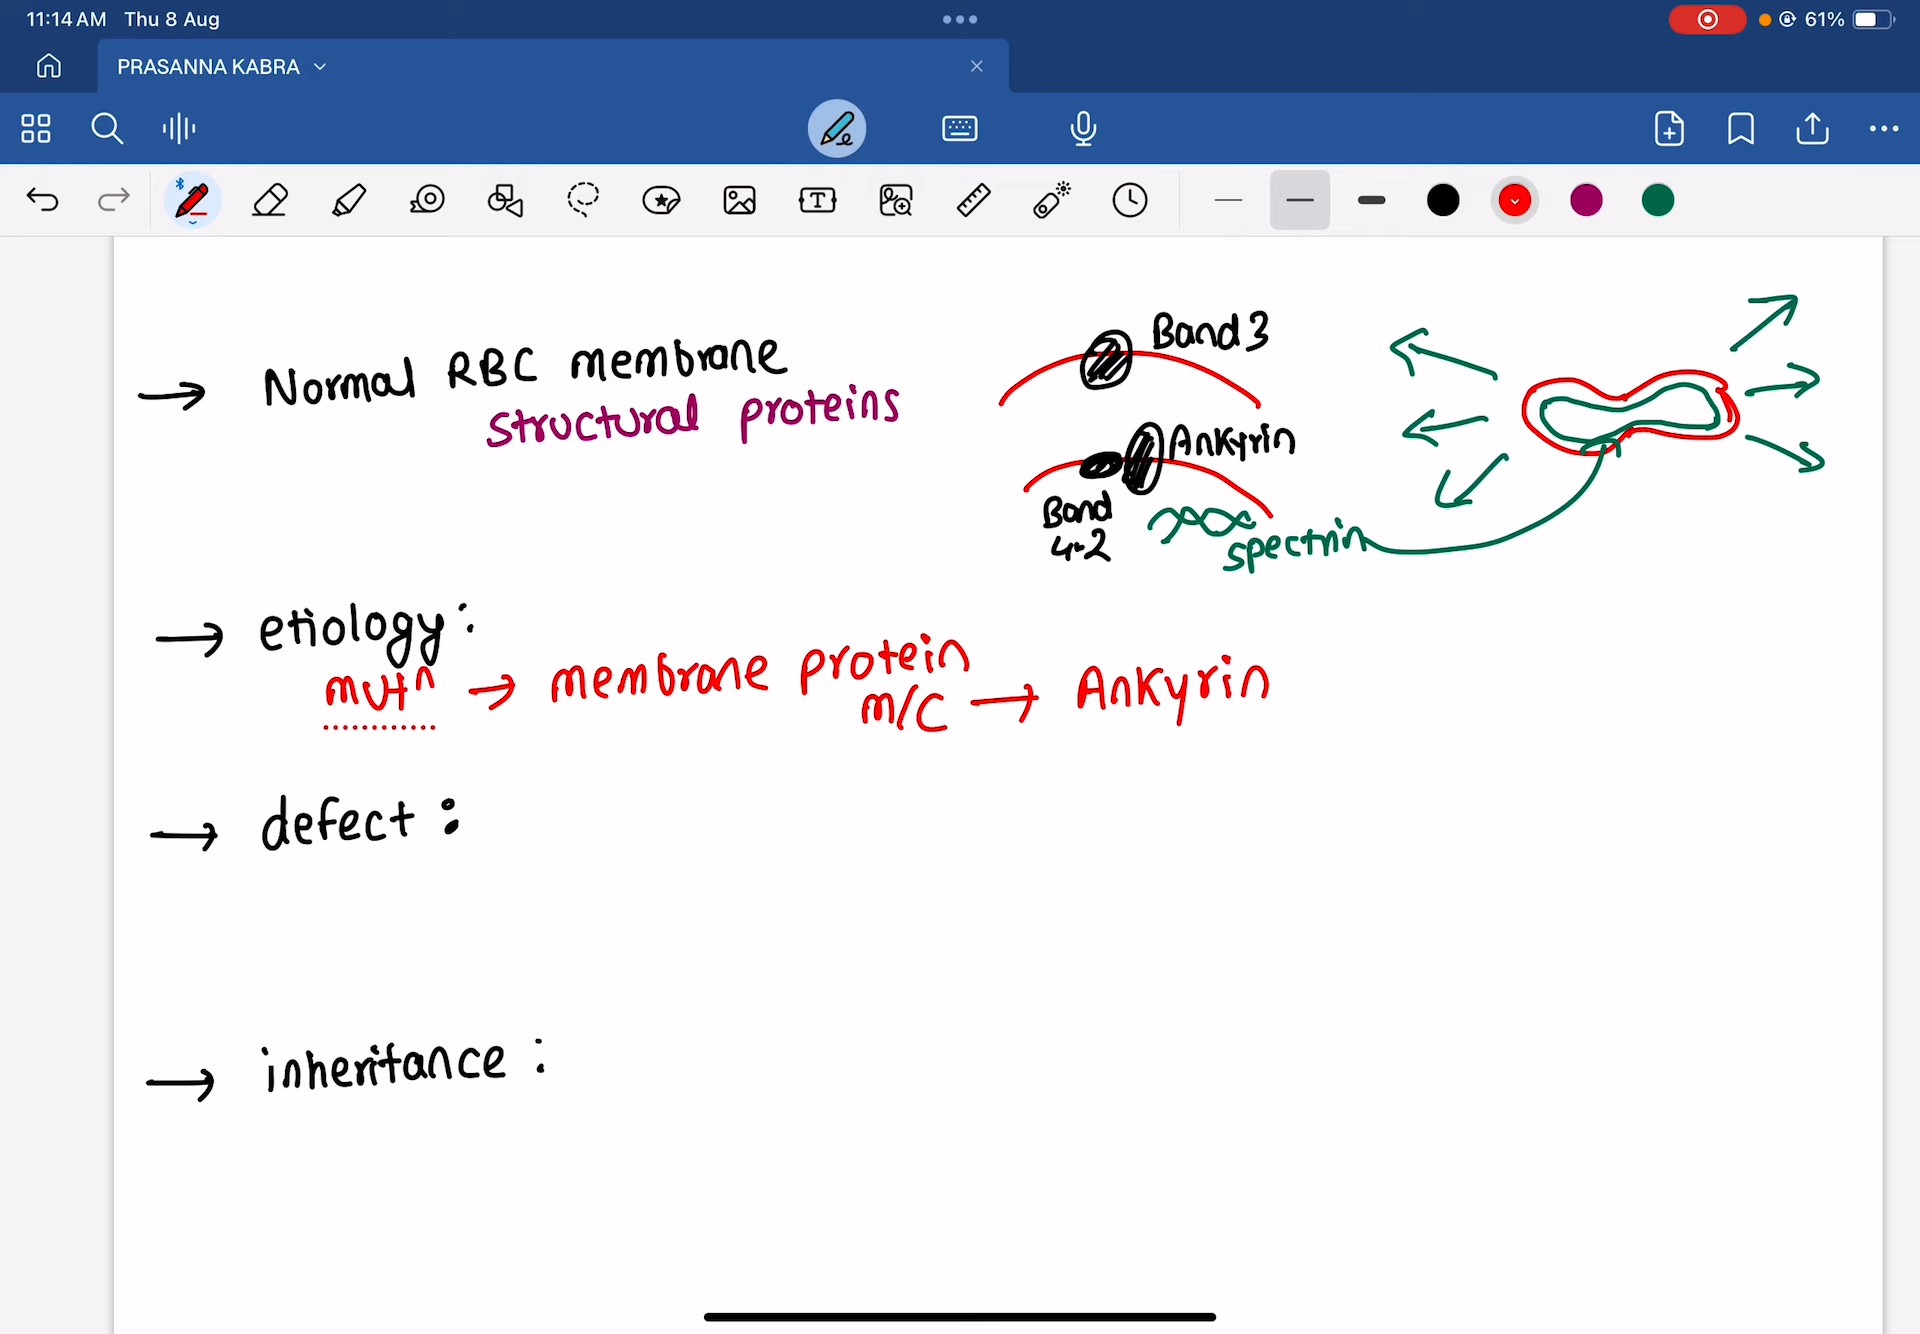 11:14 AM Thu 8 Aug
61%
PRASANNA KABRA
→ Normal RBC membrane
structural proteins
Band 3
Ankyrin
Band
4.2
spectrin
→ etiology:
mutⁿ → membrane protein
m/c → Ankyrin
→ defect:
→ inheritance: